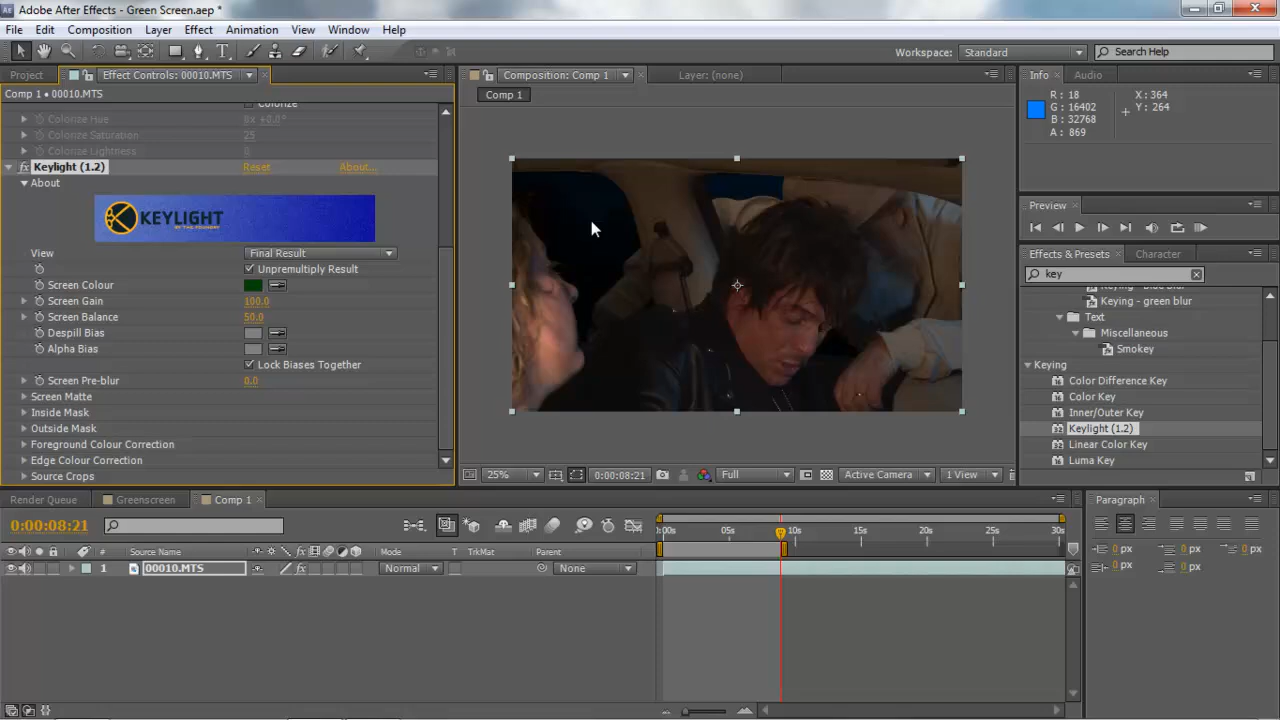 Adobe After Effects - Green Screen.aep *
File Edit Composition Layer Effect Animation View Window Help
Workspace: Standard Search Help
Project Effect Controls: 00010.MTS Composition: Comp 1 Layer: (none) Info Audio
Comp 1 • 00010.MTS
Comp 1
R: 18 X: 364
G: 16402 Y: 264
B: 32768
A: 869
Colorize
Colorize Hue 0x +0.0°
Colorize Saturation 25
Colorize Lightness 0
fx Keylight (1.2) Reset About...
About
KEYLIGHT
BY THE FOUNDRY
View Final Result
Unpremultiply Result
Screen Colour
Screen Gain 100.0
Screen Balance 50.0
Despill Bias
Alpha Bias
Lock Biases Together
Screen Pre-blur 0.0
Screen Matte
Inside Mask
Outside Mask
Foreground Colour Correction
Edge Colour Correction
Source Crops
Preview
Effects & Presets Character
key
Keying - green blur
Text
Miscellaneous
Smokey
Keying
Color Difference Key
Color Key
Inner/Outer Key
Keylight (1.2)
Linear Color Key
Luma Key
25% 0:00:08:21 Full Active Camera 1 View
Render Queue Greenscreen Comp 1
Paragraph
0:00:08:21
:00s 05s 10s 15s 20s 25s 30s
# Source Name Mode T TrkMat Parent
1 00010.MTS Normal None
0 px 0 px 0 px
0 px 0 px